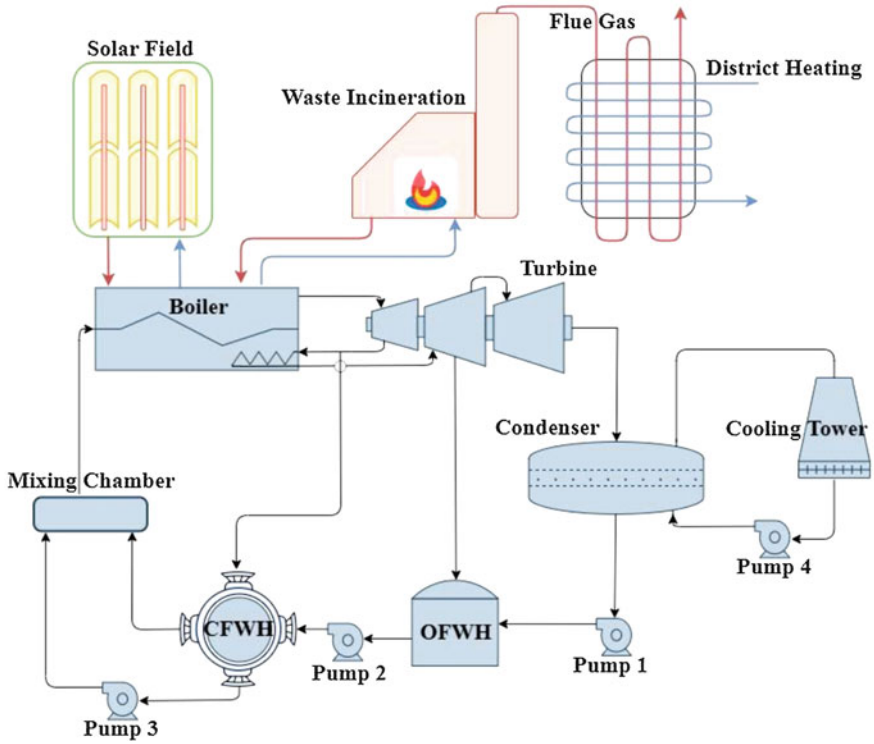 Flue Gas
Solar Field
District Heating
Waste Incineration
Turbine
Boiler
Condenser
Cooling Tower
Mixing Chamber
Pump 4
CFWH
OFWH
Pump 1
Pump 2
Pump 3